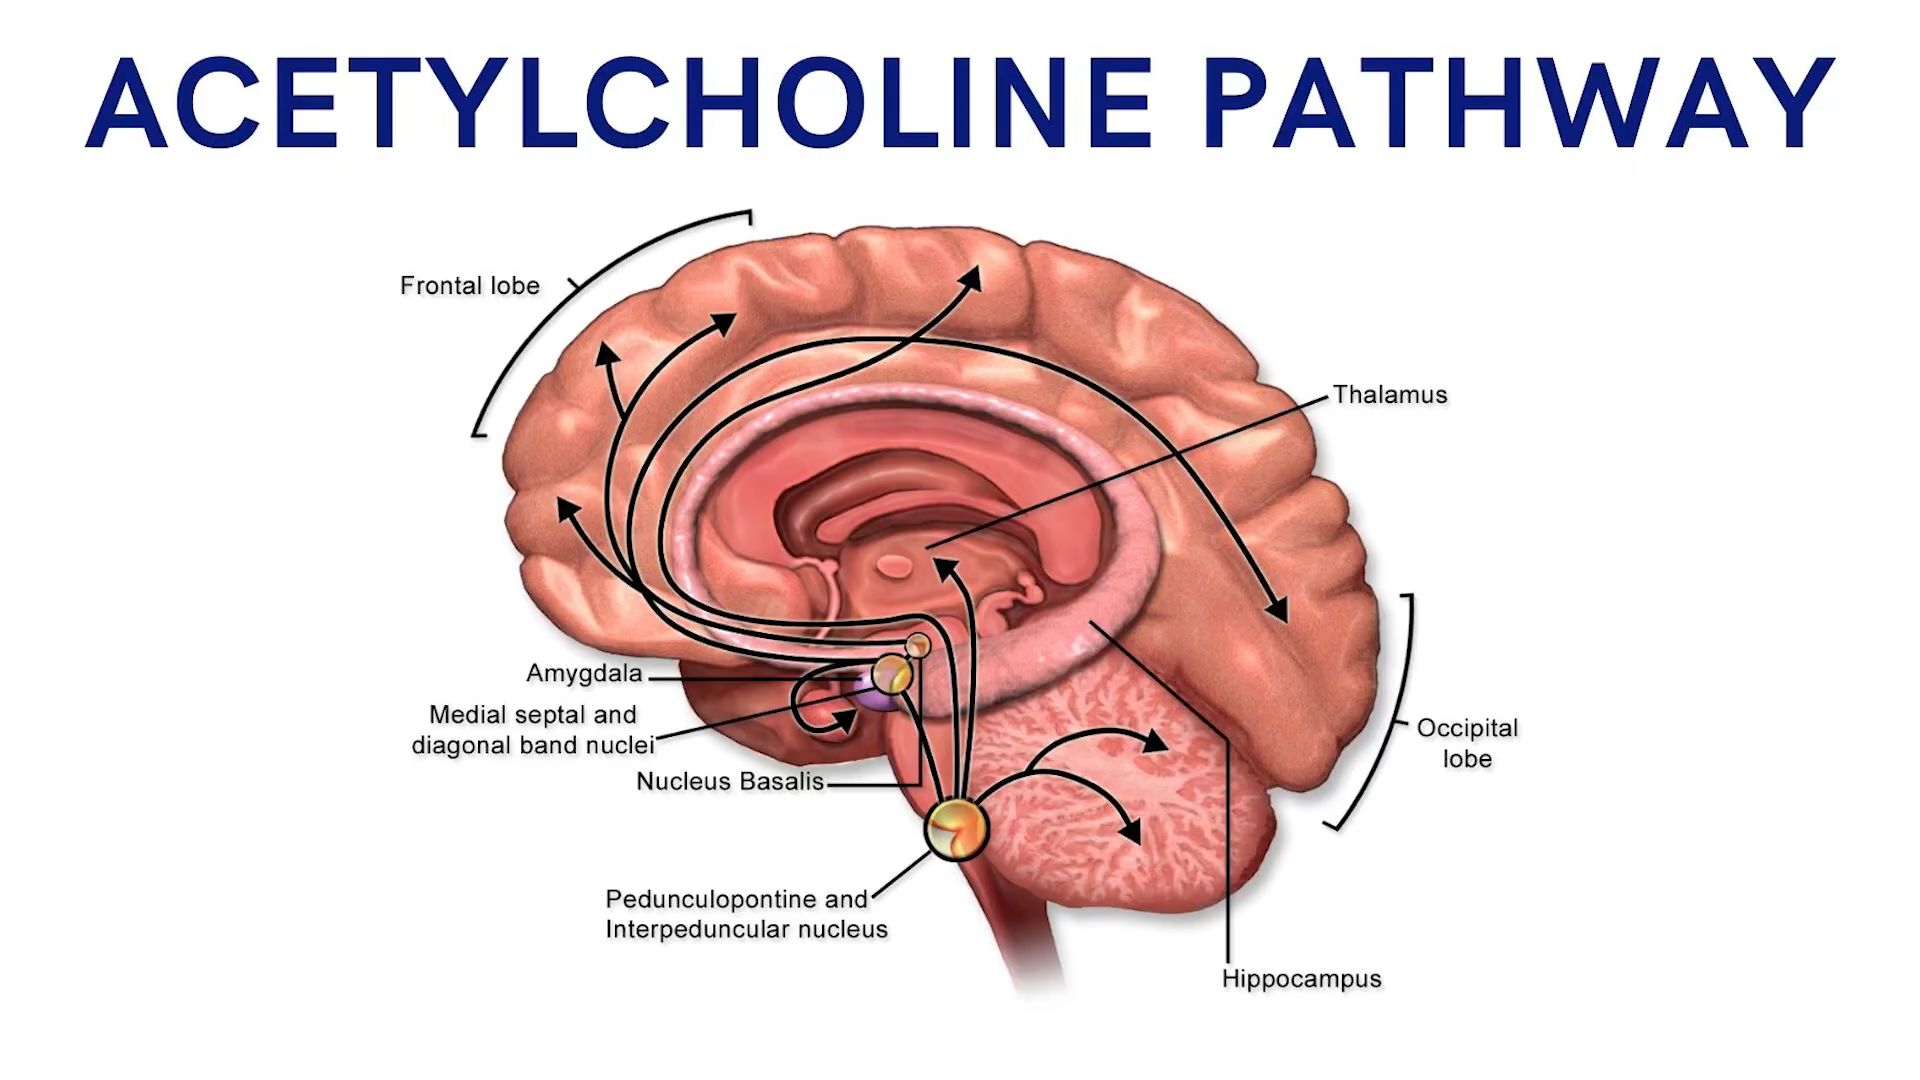 ACETYLCHOLINE PATHWAY
Frontal lobe
Thalamus
Amygdala
Medial septal and
diagonal band nuclei
Nucleus Basalis
Occipital
lobe
Pedunculopontine and
Interpeduncular nucleus
Hippocampus